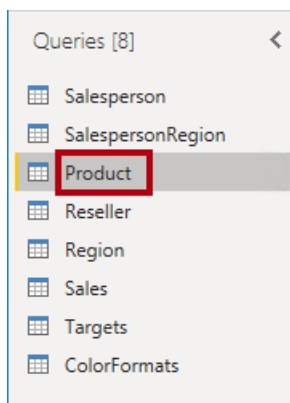 Queries [8]
Salesperson
SalespersonRegion
Product
Reseller
Region
Sales
Targets
ColorFormats